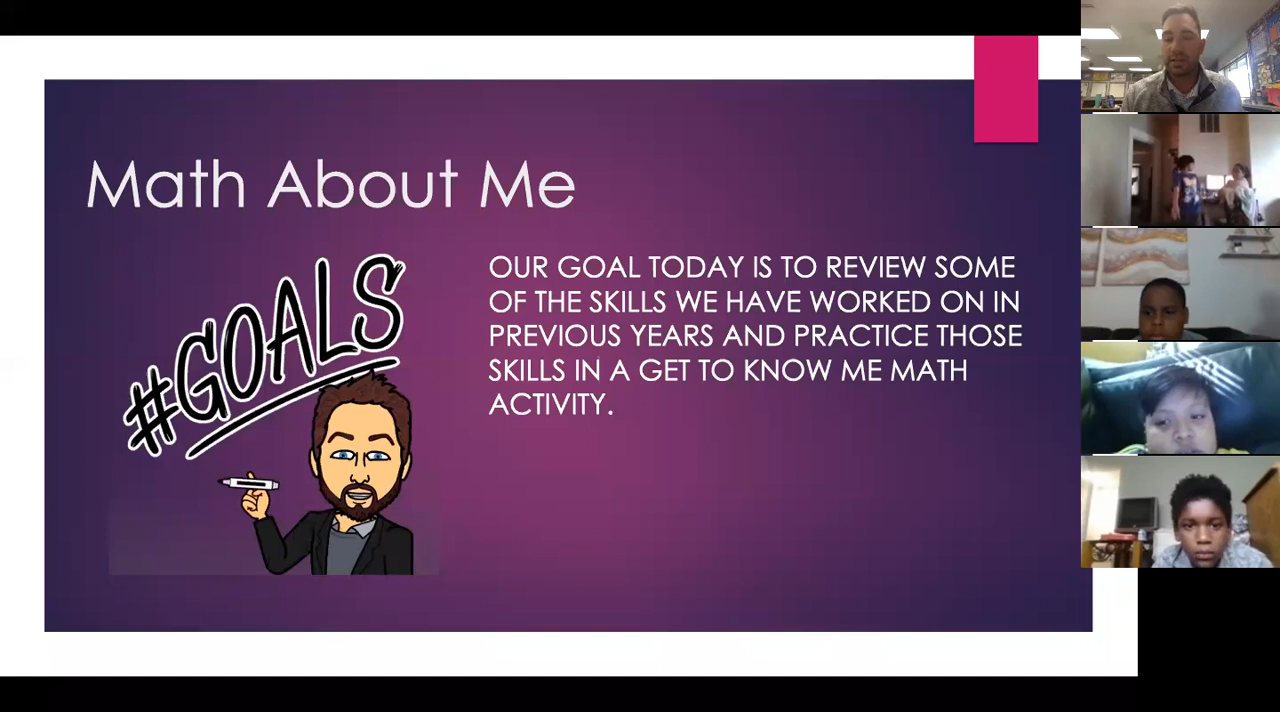 Math About Me
#GOALS
OUR GOAL TODAY IS TO REVIEW SOME
OF THE SKILLS WE HAVE WORKED ON IN
PREVIOUS YEARS AND PRACTICE THOSE
SKILLS IN A GET TO KNOW ME MATH
ACTIVITY.